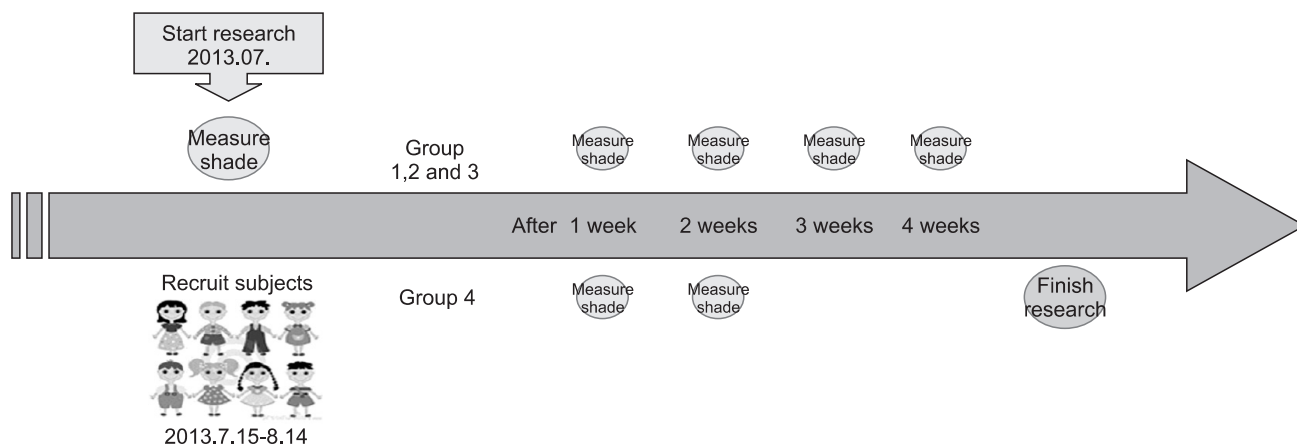 Start research
2013.07.
Measure
shade
Group
1,2 and 3
Measure
shade
Measure
shade
Measure
shade
Measure
shade
After 1 week 2 weeks 3 weeks 4 weeks
Recruit subjects
Group 4
Measure
shade
Measure
shade
Finish
research
2013.7.15-8.14